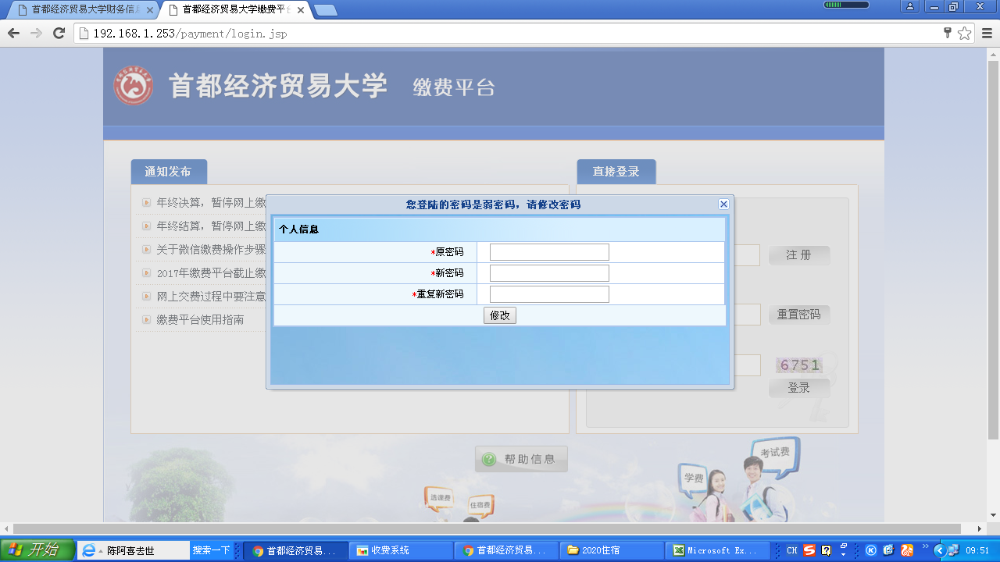 首都经济贸易大学财务信息
首都经济贸易大学缴费平台
192.168.1.253/payment/login.jsp
首都经济贸易大学 缴费平台
通知发布
直接登录
年终决算，暂停网上缴
年终结算，暂停网上缴
关于微信缴费操作步骤
2017年缴费平台截止缴
网上交费过程中要注意
缴费平台使用指南
您登陆的密码是弱密码，请修改密码
个人信息
*原密码
*新密码
*重复新密码
修改
注 册
重置密码
6751
登录
帮助信息
选课费
住宿费
学费
考试费
开始
陈阿喜去世
搜索一下
首都经济贸易...
收费系统
首都经济贸易...
2020住宿
Microsoft Ex...
CH
09:51